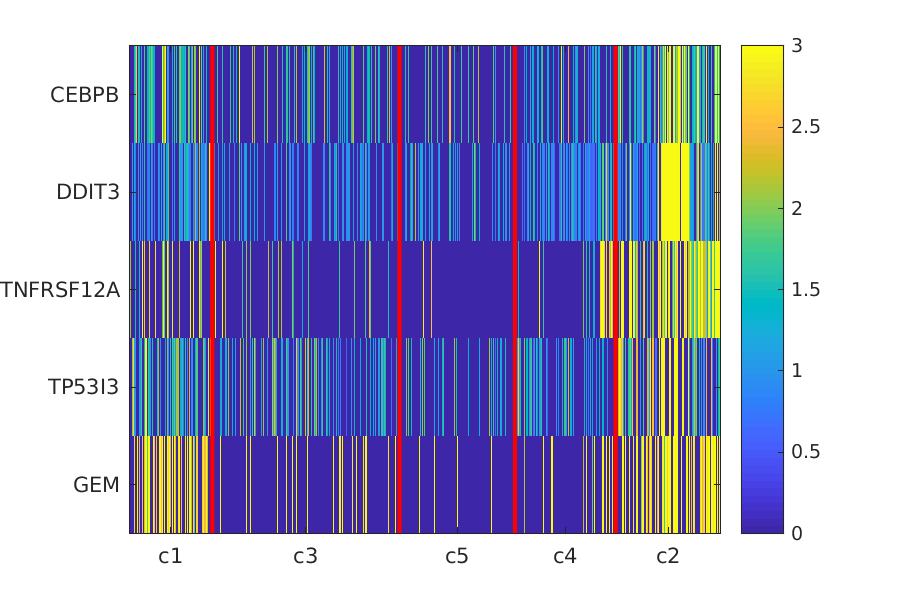 CEBPB
DDIT3
TNFRSF12A
TP53I3
GEM
c1 c3 c5 c4 c2
3
2.5
2
1.5
1
0.5
0